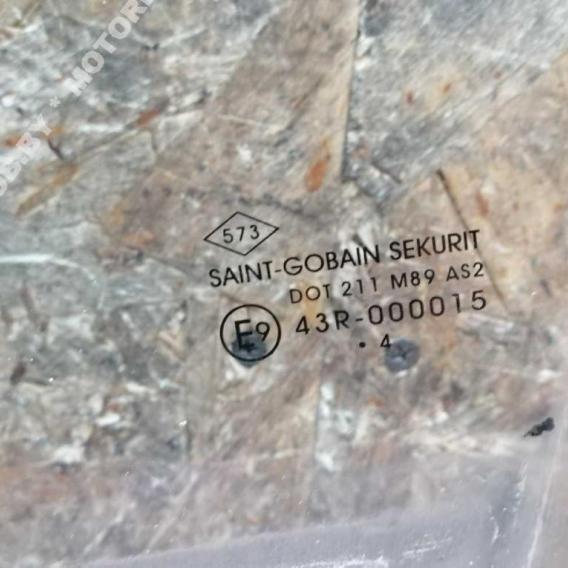 573
SAINT-GOBAIN SEKURIT
DOT 211 M89 AS2
E9 43R-000015
. 4